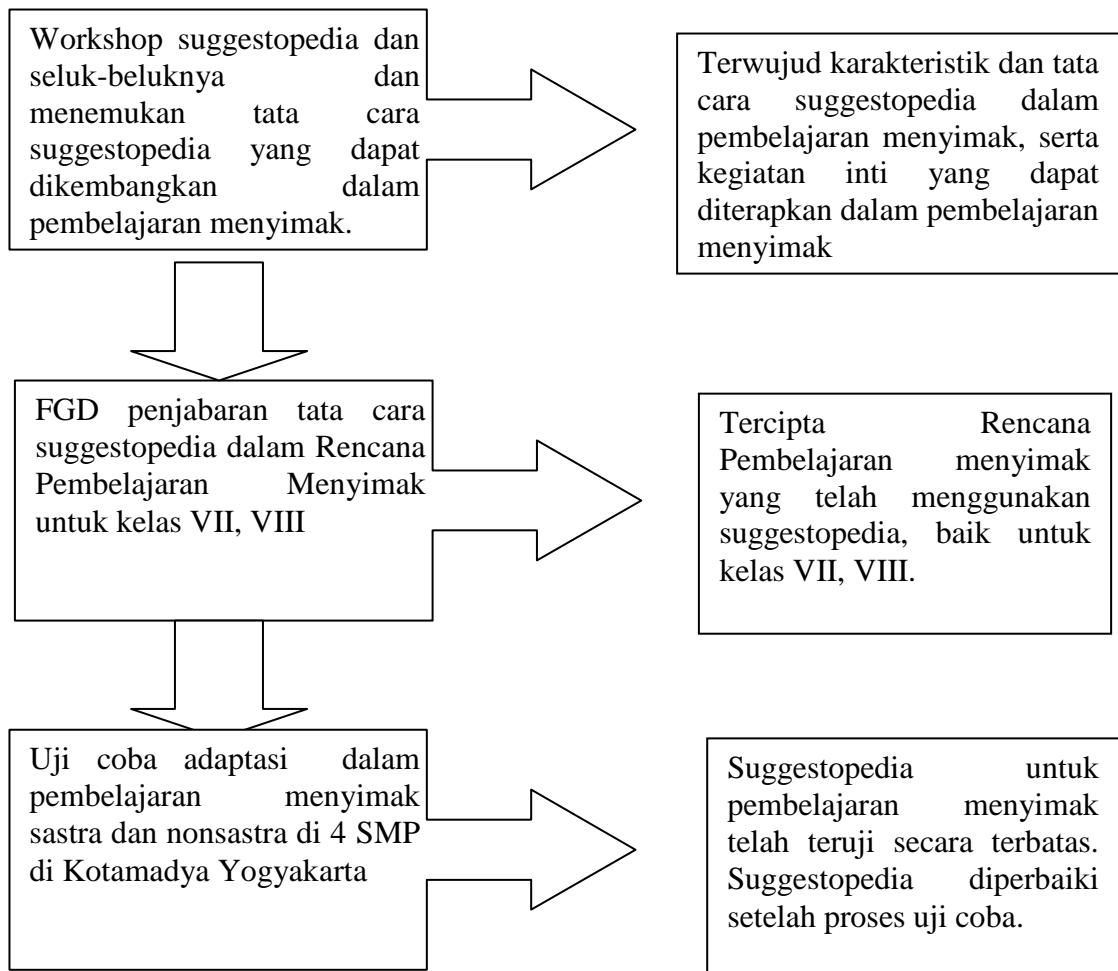 Workshop suggestopedia dan
seluk-beluknya dan
menemukan tata cara
suggestopedia yang dapat
dikembangkan dalam
pembelajaran menyimak.
Terwujud karakteristik dan tata
cara suggestopedia dalam
pembelajaran menyimak, serta
kegiatan inti yang dapat
diterapkan dalam pembelajaran
menyimak
FGD penjabaran tata cara
suggestopedia dalam Rencana
Pembelajaran Menyimak
untuk kelas VII, VIII
Tercipta Rencana
Pembelajaran menyimak
yang telah menggunakan
suggestopedia, baik untuk
kelas VII, VIII.
Uji coba adaptasi dalam
pembelajaran menyimak
sastra dan nonsastra di 4 SMP
di Kotamadya Yogyakarta
Suggestopedia untuk
pembelajaran menyimak
telah teruji secara terbatas.
Suggestopedia diperbaiki
setelah proses uji coba.